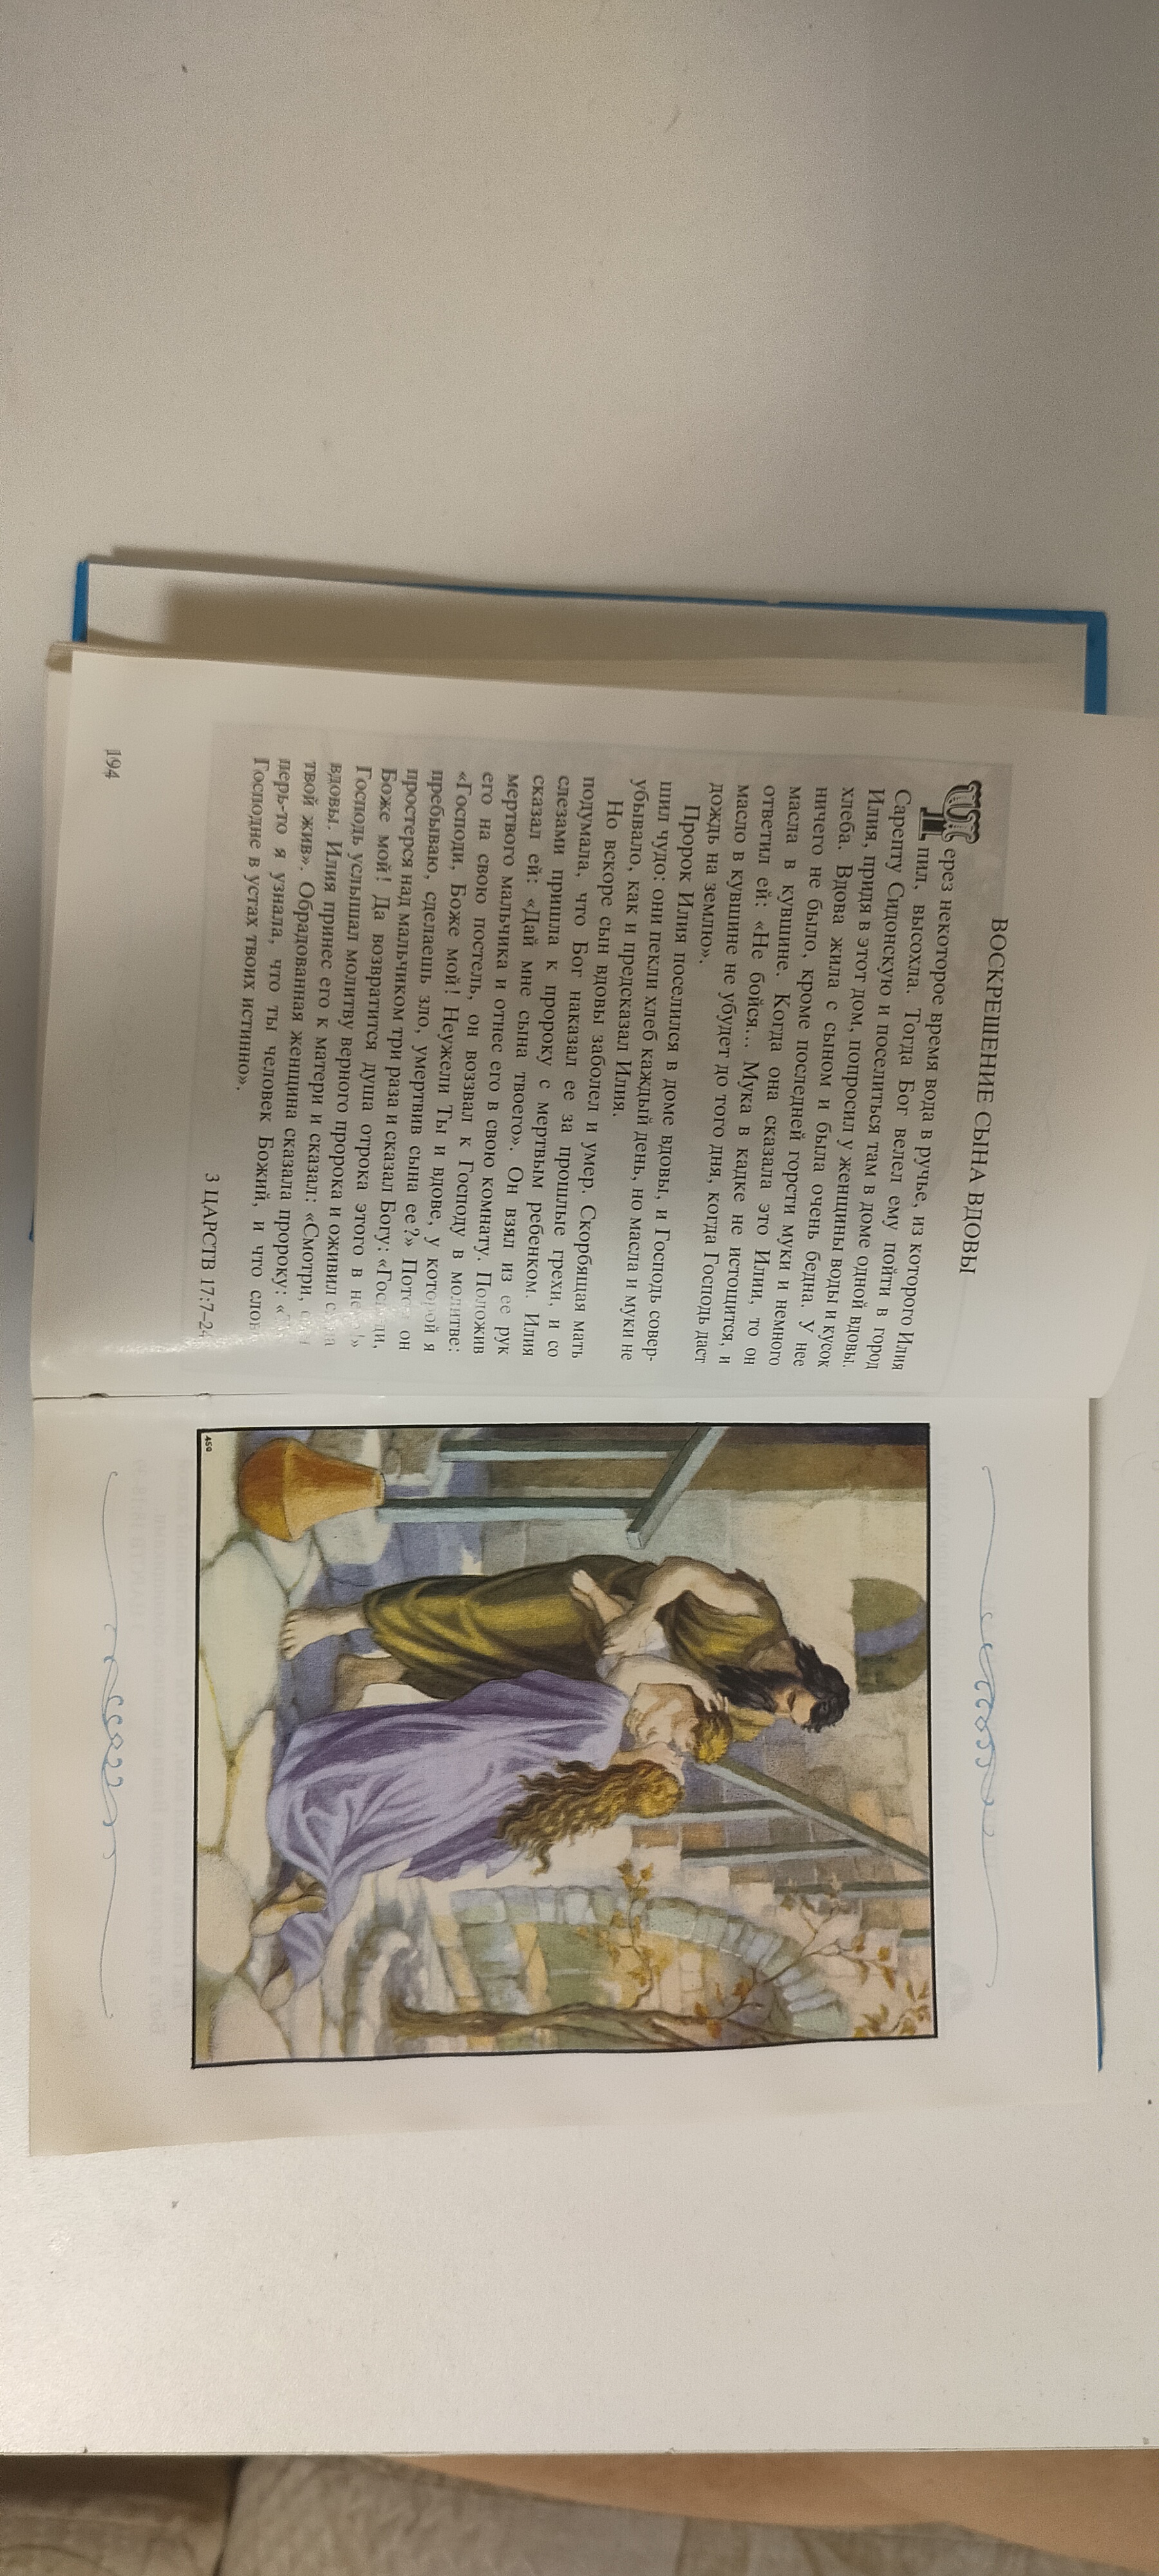 ВОСКРЕШЕНИЕ СЫНА ВДОВЫ
Через некоторое время вода в ручье, из которого Илия
пил, высохла. Тогда Бог велел ему пойти в город
Сарепту Сидонскую и поселиться там в доме одной вдовы.
Илия, придя в этот дом, попросил у женщины воды и кусок
хлеба. Вдова жила с сыном и была очень бедна. У нее
ничего не было, кроме последней горсти муки и немного
масла в кувшине. Когда она сказала это Илии, то он
ответил ей: «Не бойся... Мука в кадке не истощится, и
масло в кувшине не убудет до того дня, когда Господь даст
дождь на землю».
Пророк Илия поселился в доме вдовы, и Господь совер-
шил чудо: они пекли хлеб каждый день, но масла и муки не
убывало, как и предсказал Илия.
Но вскоре сын вдовы заболел и умер. Скорбящая мать
подумала, что Бог наказал ее за прошлые грехи, и со
слезами пришла к пророку с мертвым ребенком. Илия
сказал ей: «Дай мне сына твоего». Он взял из ее рук
мертвого мальчика и отнес его в свою комнату. Положив
его на свою постель, он воззвал к Господу в молитве:
«Господи, Боже мой! Неужели Ты и вдове, у которой я
пребываю, сделаешь зло, умертвив сына ее?» Потом он
простерся над мальчиком три раза и сказал Богу: «Господи,
Боже мой! Да возвратится душа отрока этого в него!»
Господь услышал молитву верного пророка и оживил сына
вдовы. Илия принес его к матери и сказал: «Смотри,
твой жив». Обрадованная женщина сказала пророку:
перь-то я узнала, что ты человек Божий, и что слово
Господне в устах твоих истинно».
3 ЦАРСТВ 17:7-24
194
459